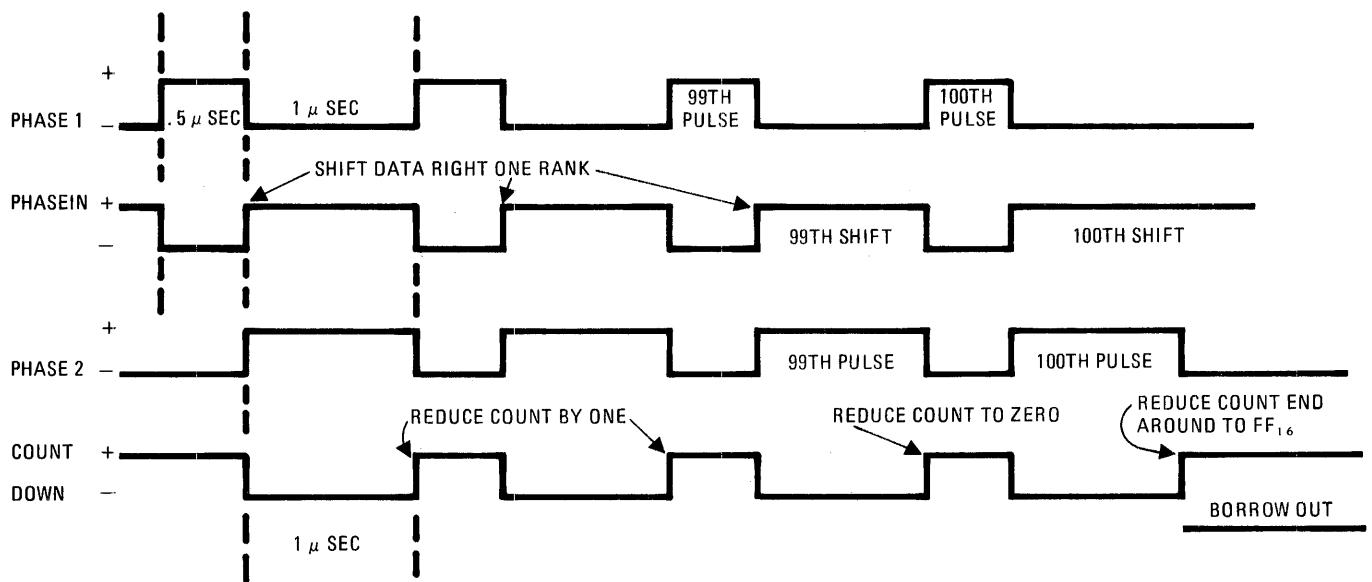 +
PHASE 1 –
.5 μ SEC
1 μ SEC
99TH
PULSE
100TH
PULSE
SHIFT DATA RIGHT ONE RANK
PHASEIN +
–
99TH SHIFT
100TH SHIFT
+
PHASE 2 –
99TH PULSE
100TH PULSE
REDUCE COUNT BY ONE
REDUCE COUNT TO ZERO
REDUCE COUNT END
AROUND TO FF₁₆
COUNT +
DOWN –
BORROW OUT
1 μ SEC